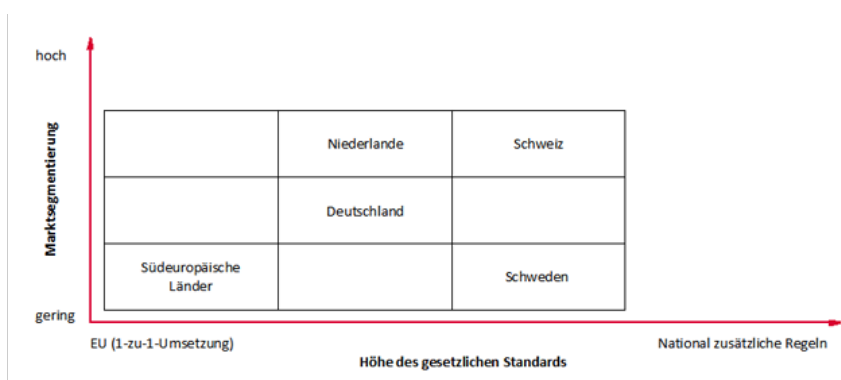 hoch
Marktsegmentierung
Niederlande
Schweiz
Deutschland
Südeuropäische
Länder
Schweden
gering
EU (1-zu-1-Umsetzung)
National zusätzliche Regeln
Höhe des gesetzlichen Standards